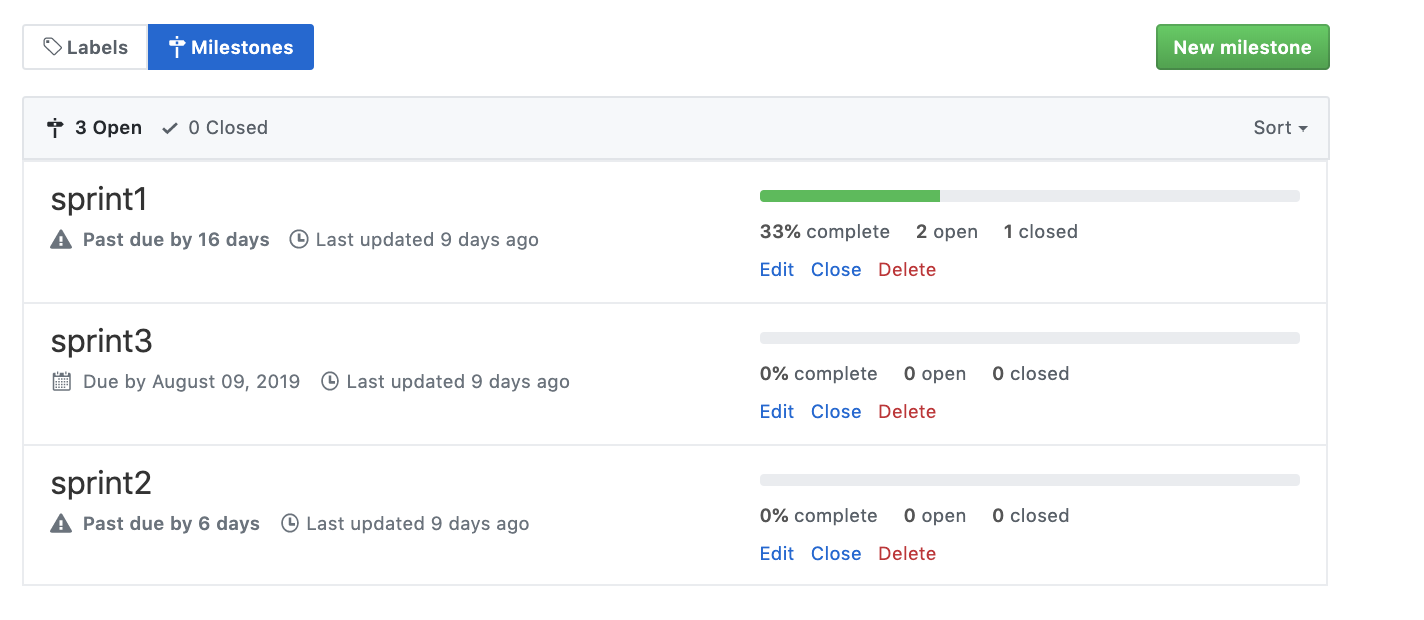 Labels Milestones New milestone
3 Open 0 Closed Sort
sprint1
Past due by 16 days Last updated 9 days ago
33% complete 2 open 1 closed
Edit Close Delete
sprint3
Due by August 09, 2019 Last updated 9 days ago
0% complete 0 open 0 closed
Edit Close Delete
sprint2
Past due by 6 days Last updated 9 days ago
0% complete 0 open 0 closed
Edit Close Delete